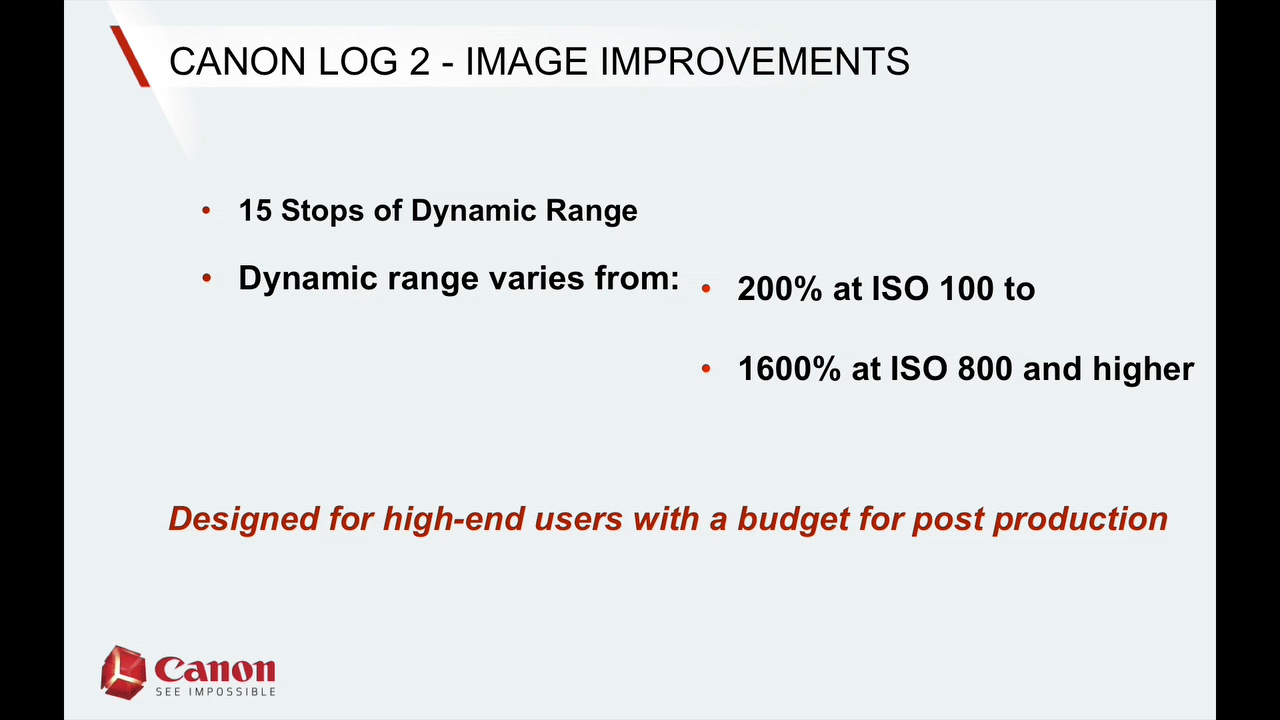 CANON LOG 2 - IMAGE IMPROVEMENTS
• 15 Stops of Dynamic Range
• Dynamic range varies from:
• 200% at ISO 100 to
• 1600% at ISO 800 and higher
Designed for high-end users with a budget for post production
Canon
SEE IMPOSSIBLE